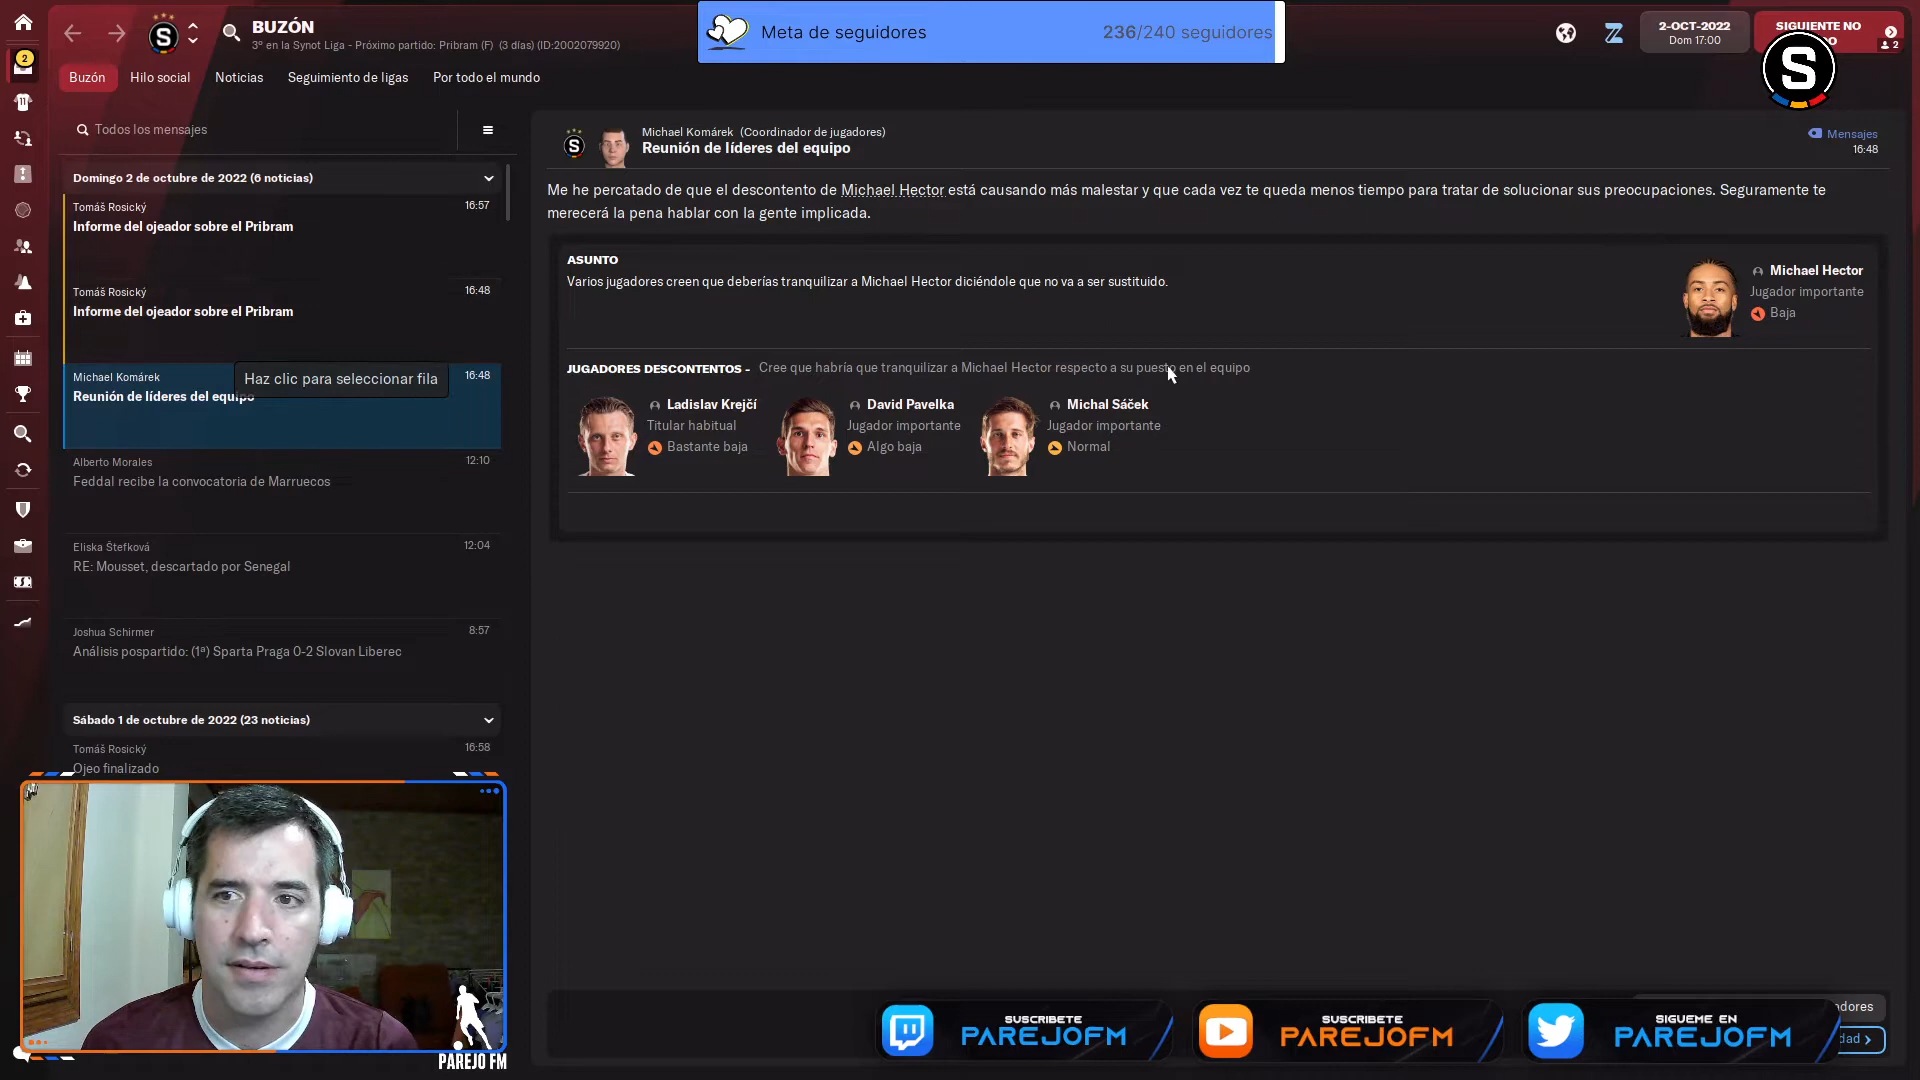 BUZÓN
3º en la Synot Liga - Próximo partido: Pribram (F) (3 días) (ID:2002079920)
Meta de seguidores
236/240 seguidores
2-OCT-2022
Dom 17:00
SIGUIENTE NO
2
2
S
11
Buzón
Hilo social
Noticias
Seguimiento de ligas
Por todo el mundo
Todos los mensajes
Domingo 2 de octubre de 2022 (6 noticias)
Tomáš Rosický
16:57
Informe del ojeador sobre el Pribram
Tomáš Rosický
16:48
Informe del ojeador sobre el Pribram
Michael Komárek
16:48
Reunión de líderes del equipo
Haz clic para seleccionar fila
Alberto Morales
12:10
Feddal recibe la convocatoria de Marruecos
Eliska Štefková
12:04
RE: Mousset, descartado por Senegal
Joshua Schirmer
8:57
Análisis pospartido: (1ª) Sparta Praga 0-2 Slovan Liberec
Sábado 1 de octubre de 2022 (23 noticias)
Tomáš Rosický
16:58
Ojeo finalizado
Michael Komárek (Coordinador de jugadores)
Reunión de líderes del equipo
Mensajes
16:48
Me he percatado de que el descontento de Michael Hector está causando más malestar y que cada vez te queda menos tiempo para tratar de solucionar sus preocupaciones. Seguramente te
merecerá la pena hablar con la gente implicada.
ASUNTO
Varios jugadores creen que deberías tranquilizar a Michael Hector diciéndole que no va a ser sustituido.
Michael Hector
Jugador importante
Baja
JUGADORES DESCONTENTOS - Cree que habría que tranquilizar a Michael Hector respecto a su puesto en el equipo
Ladislav Krejčí
Titular habitual
Bastante baja
David Pavelka
Jugador importante
Algo baja
Michal Sáček
Jugador importante
Normal
PAREJO FM
SUSCRIBETE
PAREJOFM
SUSCRIBETE
PAREJOFM
SIGUEME EN
PAREJOFM